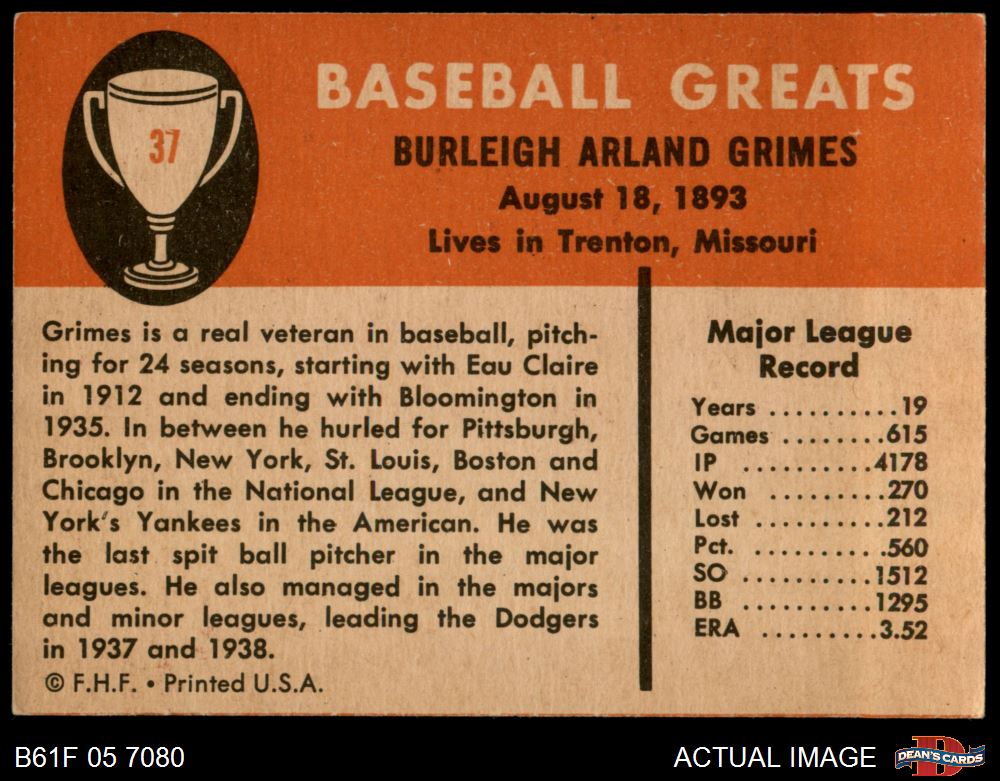 37
BASEBALL GREATS
BURLEIGH ARLAND GRIMES
August 18, 1893
Lives in Trenton, Missouri
Grimes is a real veteran in baseball, pitch-
ing for 24 seasons, starting with Eau Claire
in 1912 and ending with Bloomington in
1935. In between he hurled for Pittsburgh,
Brooklyn, New York, St. Louis, Boston and
Chicago in the National League, and New
York's Yankees in the American. He was
the last spit ball pitcher in the major
leagues. He also managed in the majors
and minor leagues, leading the Dodgers
in 1937 and 1938.
© F.H.F. • Printed U.S.A.
Major League
Record
Years ..........19
Games ........615
IP ..........4178
Won .........270
Lost ..........212
Pct. ..........560
SO ..........1512
BB ..........1295
ERA .........3.52
B61F 05 7080
ACTUAL IMAGE
D
DEAN'S CARDS